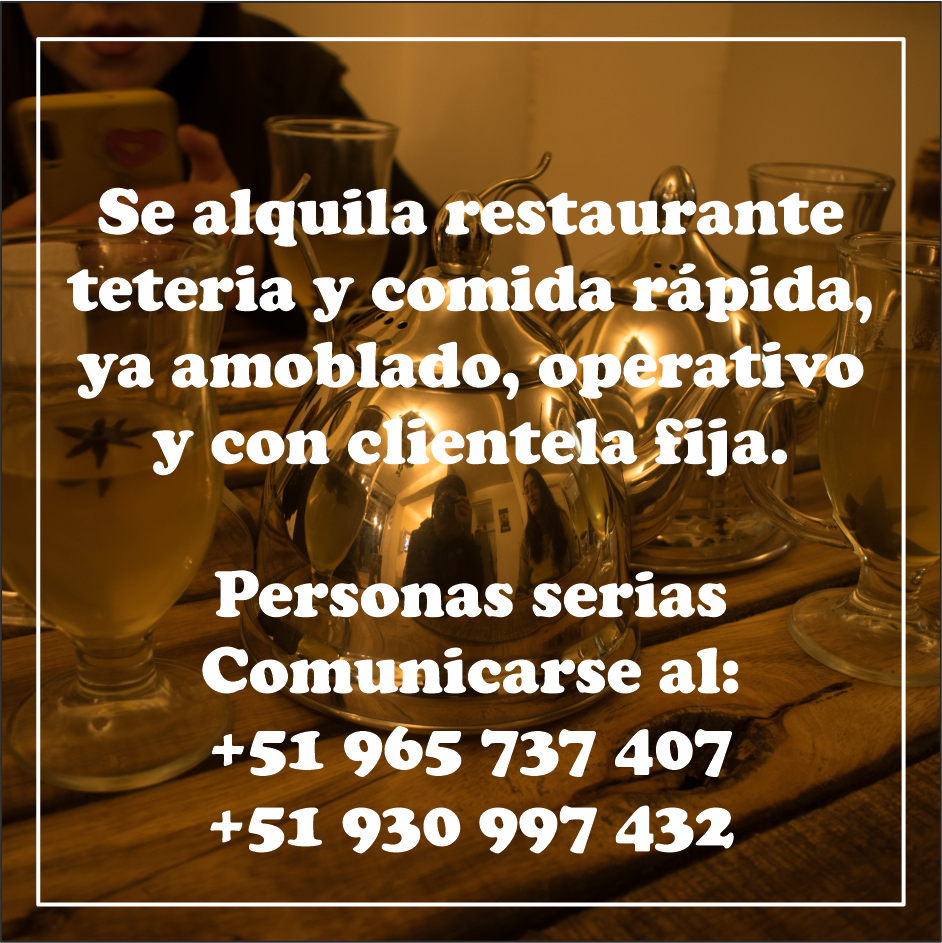 Se alquila restaurante
teteria y comida rápida,
ya amoblado, operativo
y con clientela fija.
Personas serias
Comunicarse al:
+51 965 737 407
+51 930 997 432